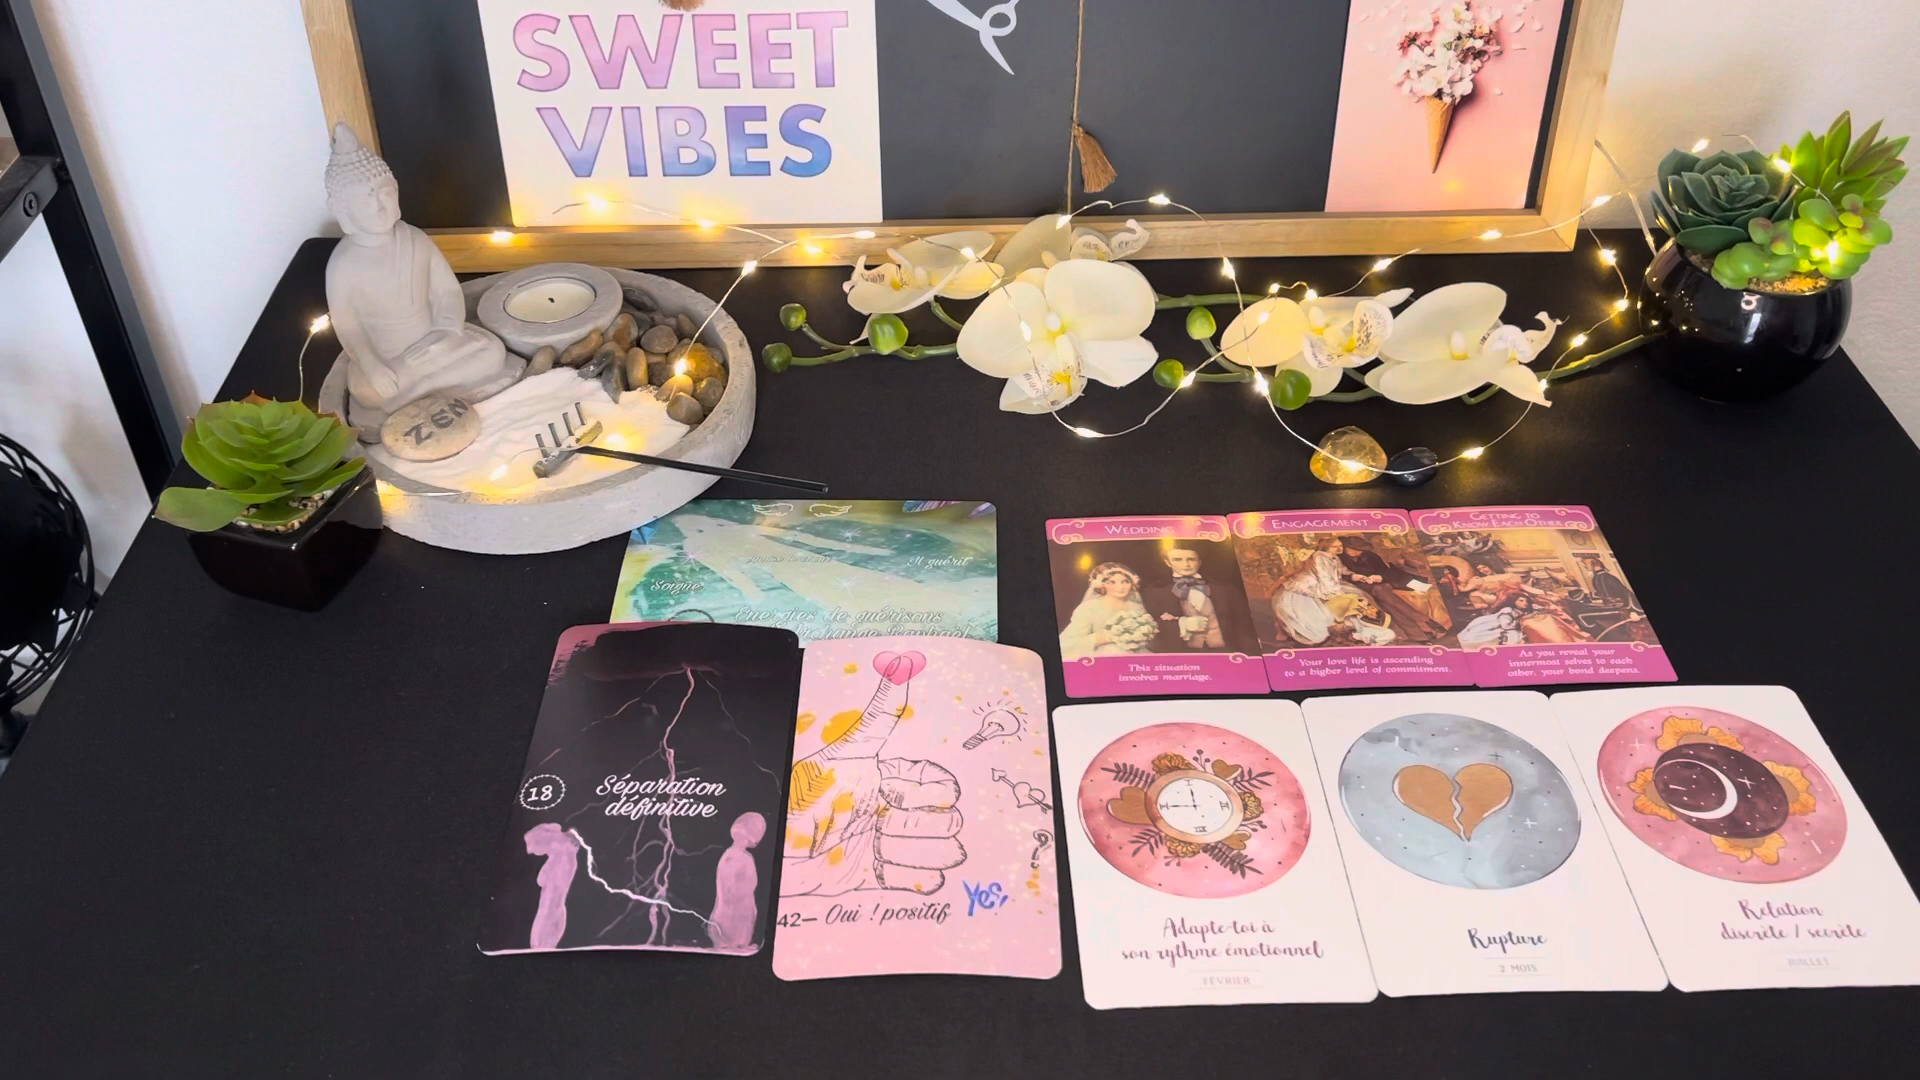 SWEET
VIBES
ZEN
Il guérit
Soigne
Energies de guérisons
WEDDING
This situation
involves marriage.
ENGAGEMENT
Your love life is ascending
to a higher level of commitment.
GETTING TO
KNOW EACH OTHER
As you reveal your
innermost selves to each
other, your bond deepens.
18
Séparation
définitive
?
Yes,
42- Oui ! positif
Adapte-toi à
son rythme émotionnel
FÉVRIER
Rupture
2 MOIS
Relation
discrète / secrète
JUILLET